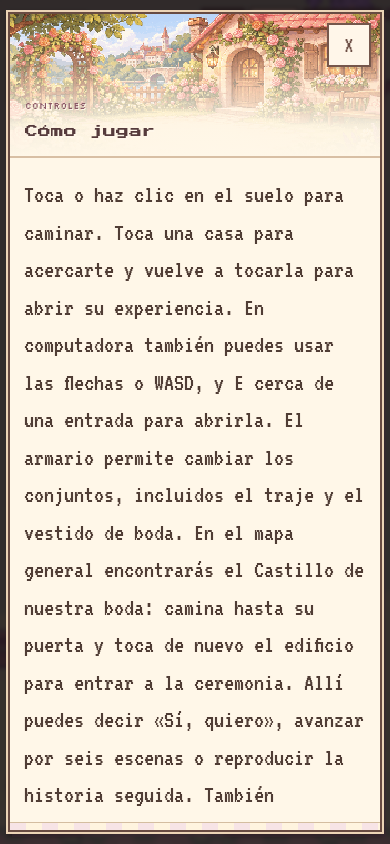 CONTROLES
Cómo jugar
X
Toca o haz clic en el suelo para
caminar. Toca una casa para
acercarte y vuelve a tocarla para
abrir su experiencia. En
computadora también puedes usar
las flechas o WASD, y E cerca de
una entrada para abrirla. El
armario permite cambiar los
conjuntos, incluidos el traje y el
vestido de boda. En el mapa
general encontrarás el Castillo de
nuestra boda: camina hasta su
puerta y toca de nuevo el edificio
para entrar a la ceremonia. Allí
puedes decir «Sí, quiero», avanzar
por seis escenas o reproducir la
historia seguida. También